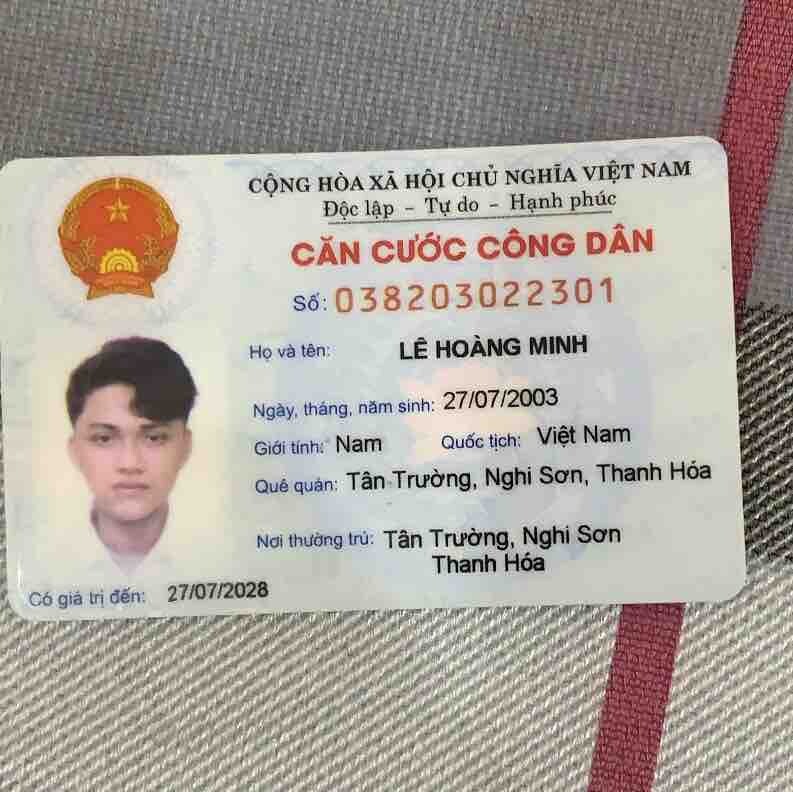 CỘNG HÒA XÃ HỘI CHỦ NGHĨA VIỆT NAM
Độc lập - Tự do - Hạnh phúc
CĂN CƯỚC CÔNG DÂN
Số: 038203022301
Họ và tên: LÊ HOÀNG MINH
Ngày, tháng, năm sinh: 27/07/2003
Giới tính: Nam Quốc tịch: Việt Nam
Quê quán: Tân Trường, Nghi Sơn, Thanh Hóa
Nơi thường trú: Tân Trường, Nghi Sơn
Thanh Hóa
Có giá trị đến: 27/07/2028